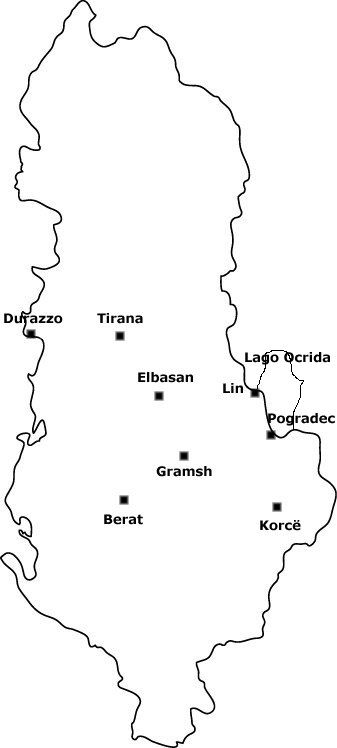 Durazzo
Tirana
Lago Ocrida
Elbasan
Lin
Pogradec
Gramsh
Berat
Korcë